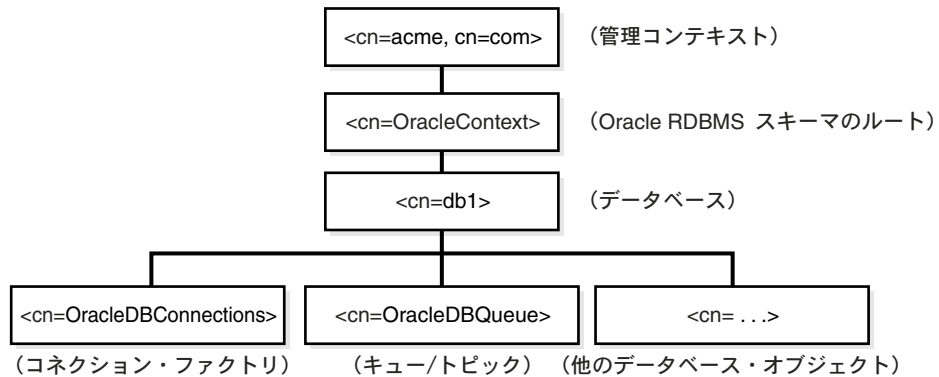 <cn=acme, cn=com>
（管理コンテキスト）
<cn=OracleContext>
（Oracle RDBMS スキーマのルート）
<cn=db1>
（データベース）
<cn=OracleDBConnections>
<cn=OracleDBQueue>
<cn= . . .>
（コネクション・ファクトリ）
（キュー/トピック）
（他のデータベース・オブジェクト）